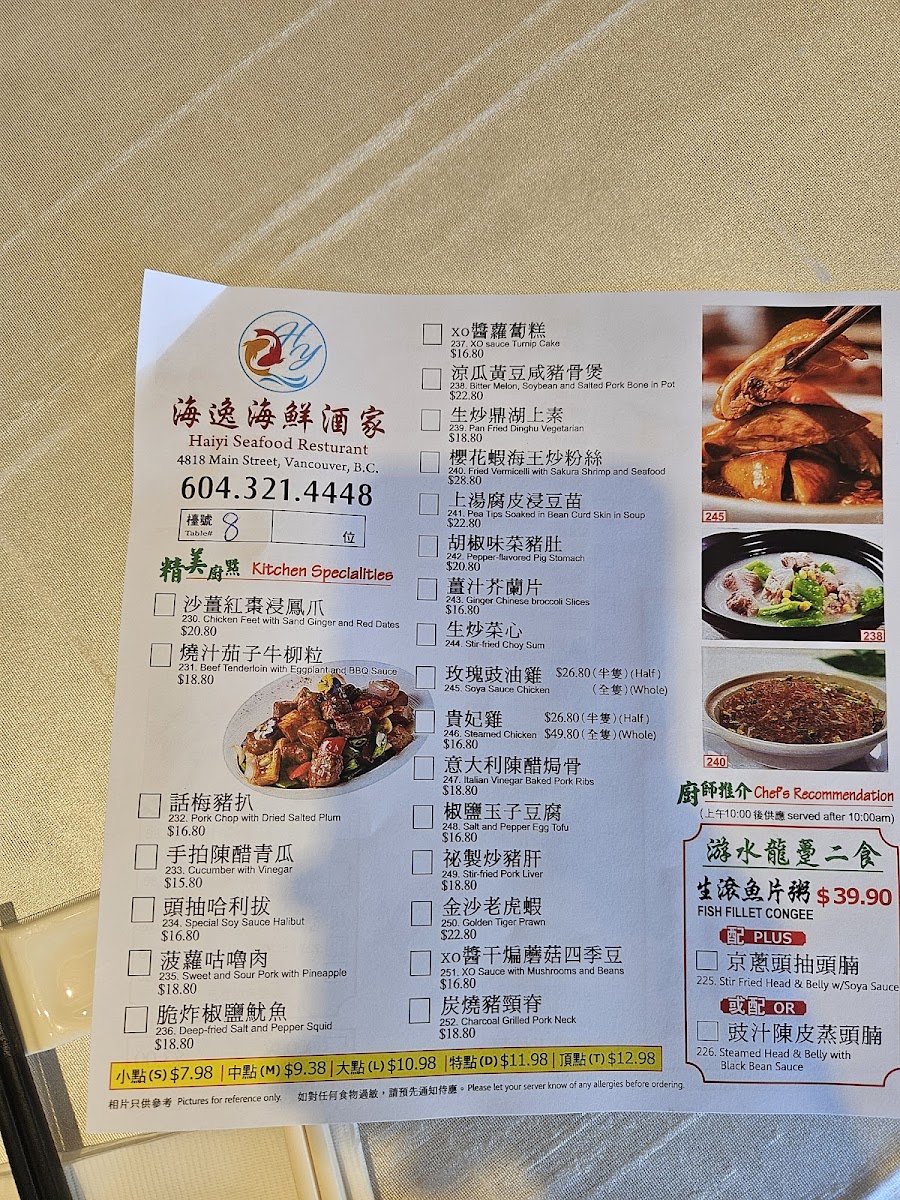 Hy
海逸海鮮酒家
Haiyi Seafood Resturant
4818 Main Street, Vancouver, B.C.
604.321.4448
檯號
Table#
8
位
精美廚點 Kitchen Specialities
沙薑紅棗浸鳳爪
230. Chicken Feet with Sand Ginger and Red Dates
$20.80
燒汁茄子牛柳粒
231. Beef Tenderloin with Eggplant and BBQ Sauce
$18.80
話梅豬扒
232. Pork Chop with Dried Salted Plum
$16.80
手拍陳醋青瓜
233. Cucumber with Vinegar
$15.80
頭抽哈利拔
234. Special Soy Sauce Halibut
$16.80
菠蘿咕嚕肉
235. Sweet and Sour Pork with Pineapple
$18.80
脆炸椒鹽魷魚
236. Deep-fried Salt and Pepper Squid
$18.80
xo醬蘿蔔糕
237. XO sauce Turnip Cake
$16.80
涼瓜黃豆咸豬骨煲
238. Bitter Melon, Soybean and Salted Pork Bone in Pot
$22.80
生炒鼎湖上素
239. Pan Fried Dinghu Vegetarian
$18.80
櫻花蝦海王炒粉絲
240. Fried Vermicelli with Sakura Shrimp and Seafood
$28.80
上湯腐皮浸豆苗
241. Pea Tips Soaked in Bean Curd Skin in Soup
$22.80
胡椒味菜豬肚
242. Pepper-flavored Pig Stomach
$20.80
薑汁芥蘭片
243. Ginger Chinese broccoli Slices
$16.80
生炒菜心
244. Stir-fried Choy Sum
玫瑰豉油雞 $26.80 (半隻) (Half)
245. Soya Sauce Chicken (全隻) (Whole)
貴妃雞 $26.80 (半隻) (Half)
246. Steamed Chicken $49.80 (全隻) (Whole)
$16.80
意大利陳醋焗骨
247. Italian Vinegar Baked Pork Ribs
$18.80
椒鹽玉子豆腐
248. Salt and Pepper Egg Tofu
$16.80
祕製炒豬肝
249. Stir-fried Pork Liver
$18.80
金沙老虎蝦
250. Golden Tiger Prawn
$22.80
xo醬干煸蘑菇四季豆
251. XO Sauce with Mushrooms and Beans
$16.80
炭燒豬頸脊
252. Charcoal Grilled Pork Neck
$18.80
245
238
240
廚師推介 Chef's Recommendation
(上午10:00 後供應 served after 10:00am)
游水龍躉二食
生滾魚片粥 $39.90
FISH FILLET CONGEE
配 PLUS
京蔥頭抽頭腩
225. Stir Fried Head & Belly w/Soya Sauce
或配 OR
豉汁陳皮蒸頭腩
226. Steamed Head & Belly with
Black Bean Sauce
小點 (S) $7.98 | 中點 (M) $9.38 | 大點 (L) $10.98 | 特點 (D) $11.98 | 頂點 (T) $12.98
相片只供參考 Pictures for reference only. 如對任何食物過敏，請預先通知侍應。Please let your server know of any allergies before ordering.